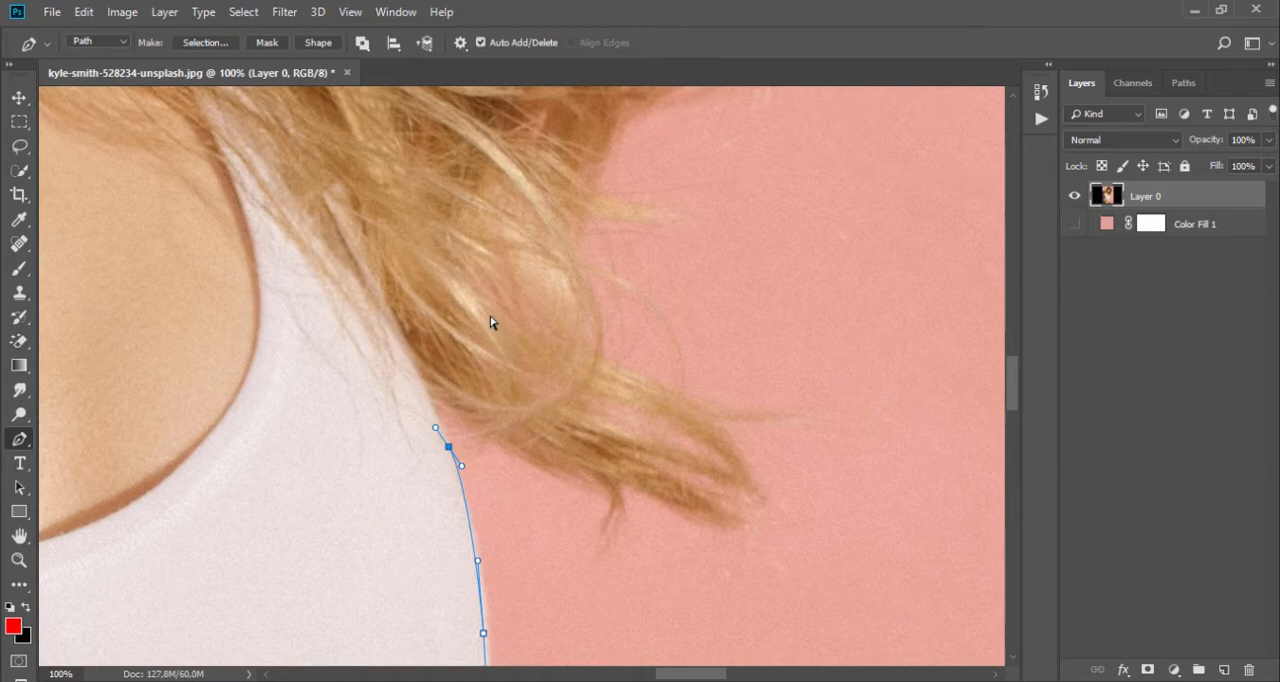 Ps File Edit Image Layer Type Select Filter 3D View Window Help
Path Make: Selection... Mask Shape Auto Add/Delete Align Edges
kyle-smith-528234-unsplash.jpg @ 100% (Layer 0, RGB/8) *
Layers Channels Paths
Kind
Normal Opacity: 100%
Lock: Fill: 100%
Layer 0
Color Fill 1
100% Doc: 127,8M/60,0M